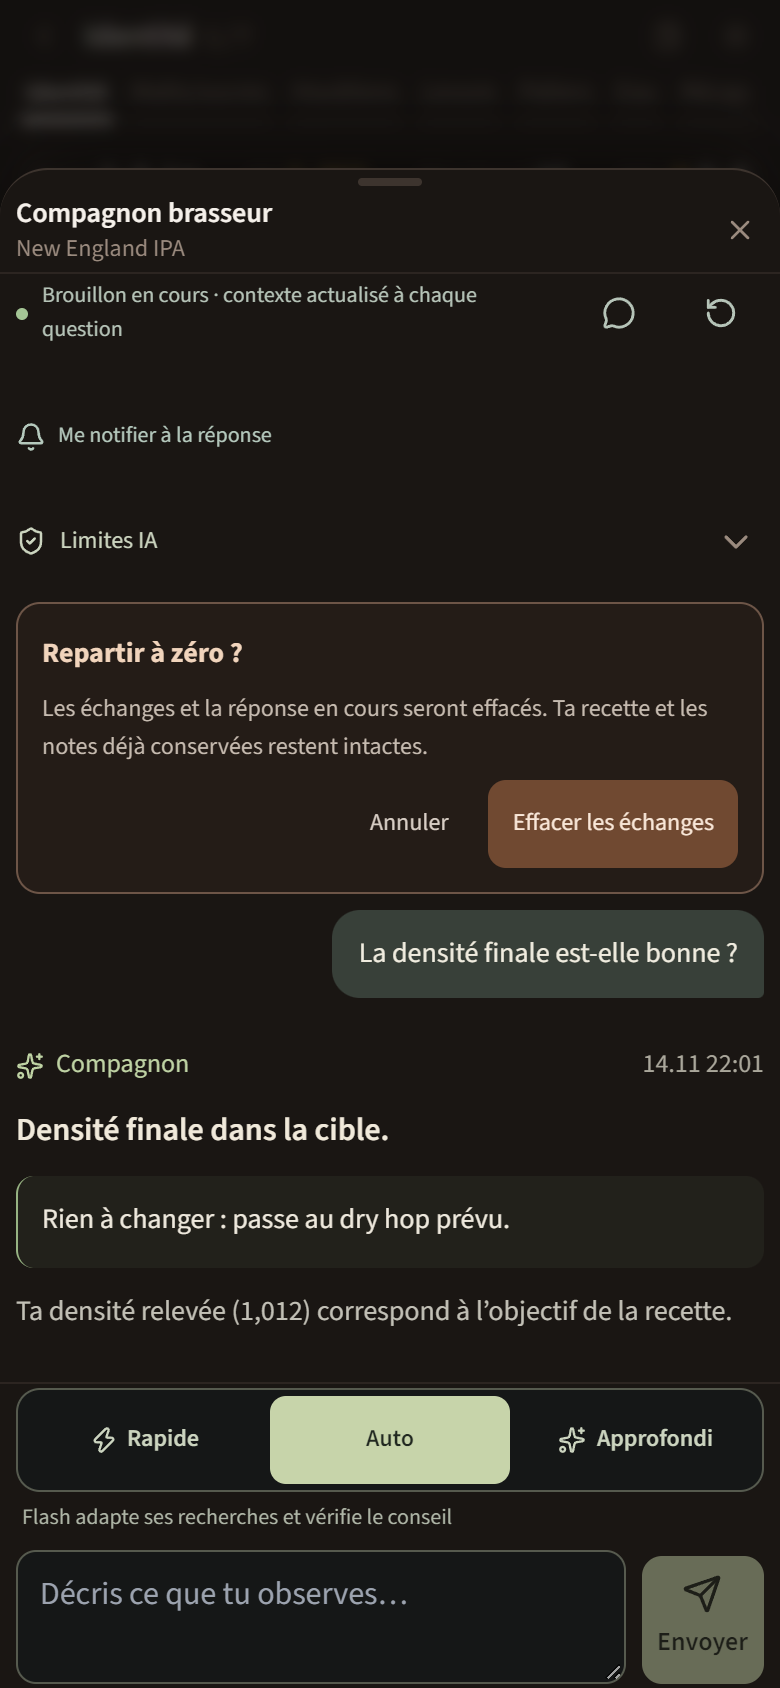 Compagnon brasseur
New England IPA
Brouillon en cours · contexte actualisé à chaque
question
Me notifier à la réponse
Limites IA
Repartir à zéro ?
Les échanges et la réponse en cours seront effacés. Ta recette et les
notes déjà conservées restent intactes.
Annuler
Effacer les échanges
La densité finale est-elle bonne ?
Compagnon
14.11 22:01
Densité finale dans la cible.
Rien à changer : passe au dry hop prévu.
Ta densité relevée (1,012) correspond à l’objectif de la recette.
Rapide
Auto
Approfondi
Flash adapte ses recherches et vérifie le conseil
Décris ce que tu observes…
Envoyer